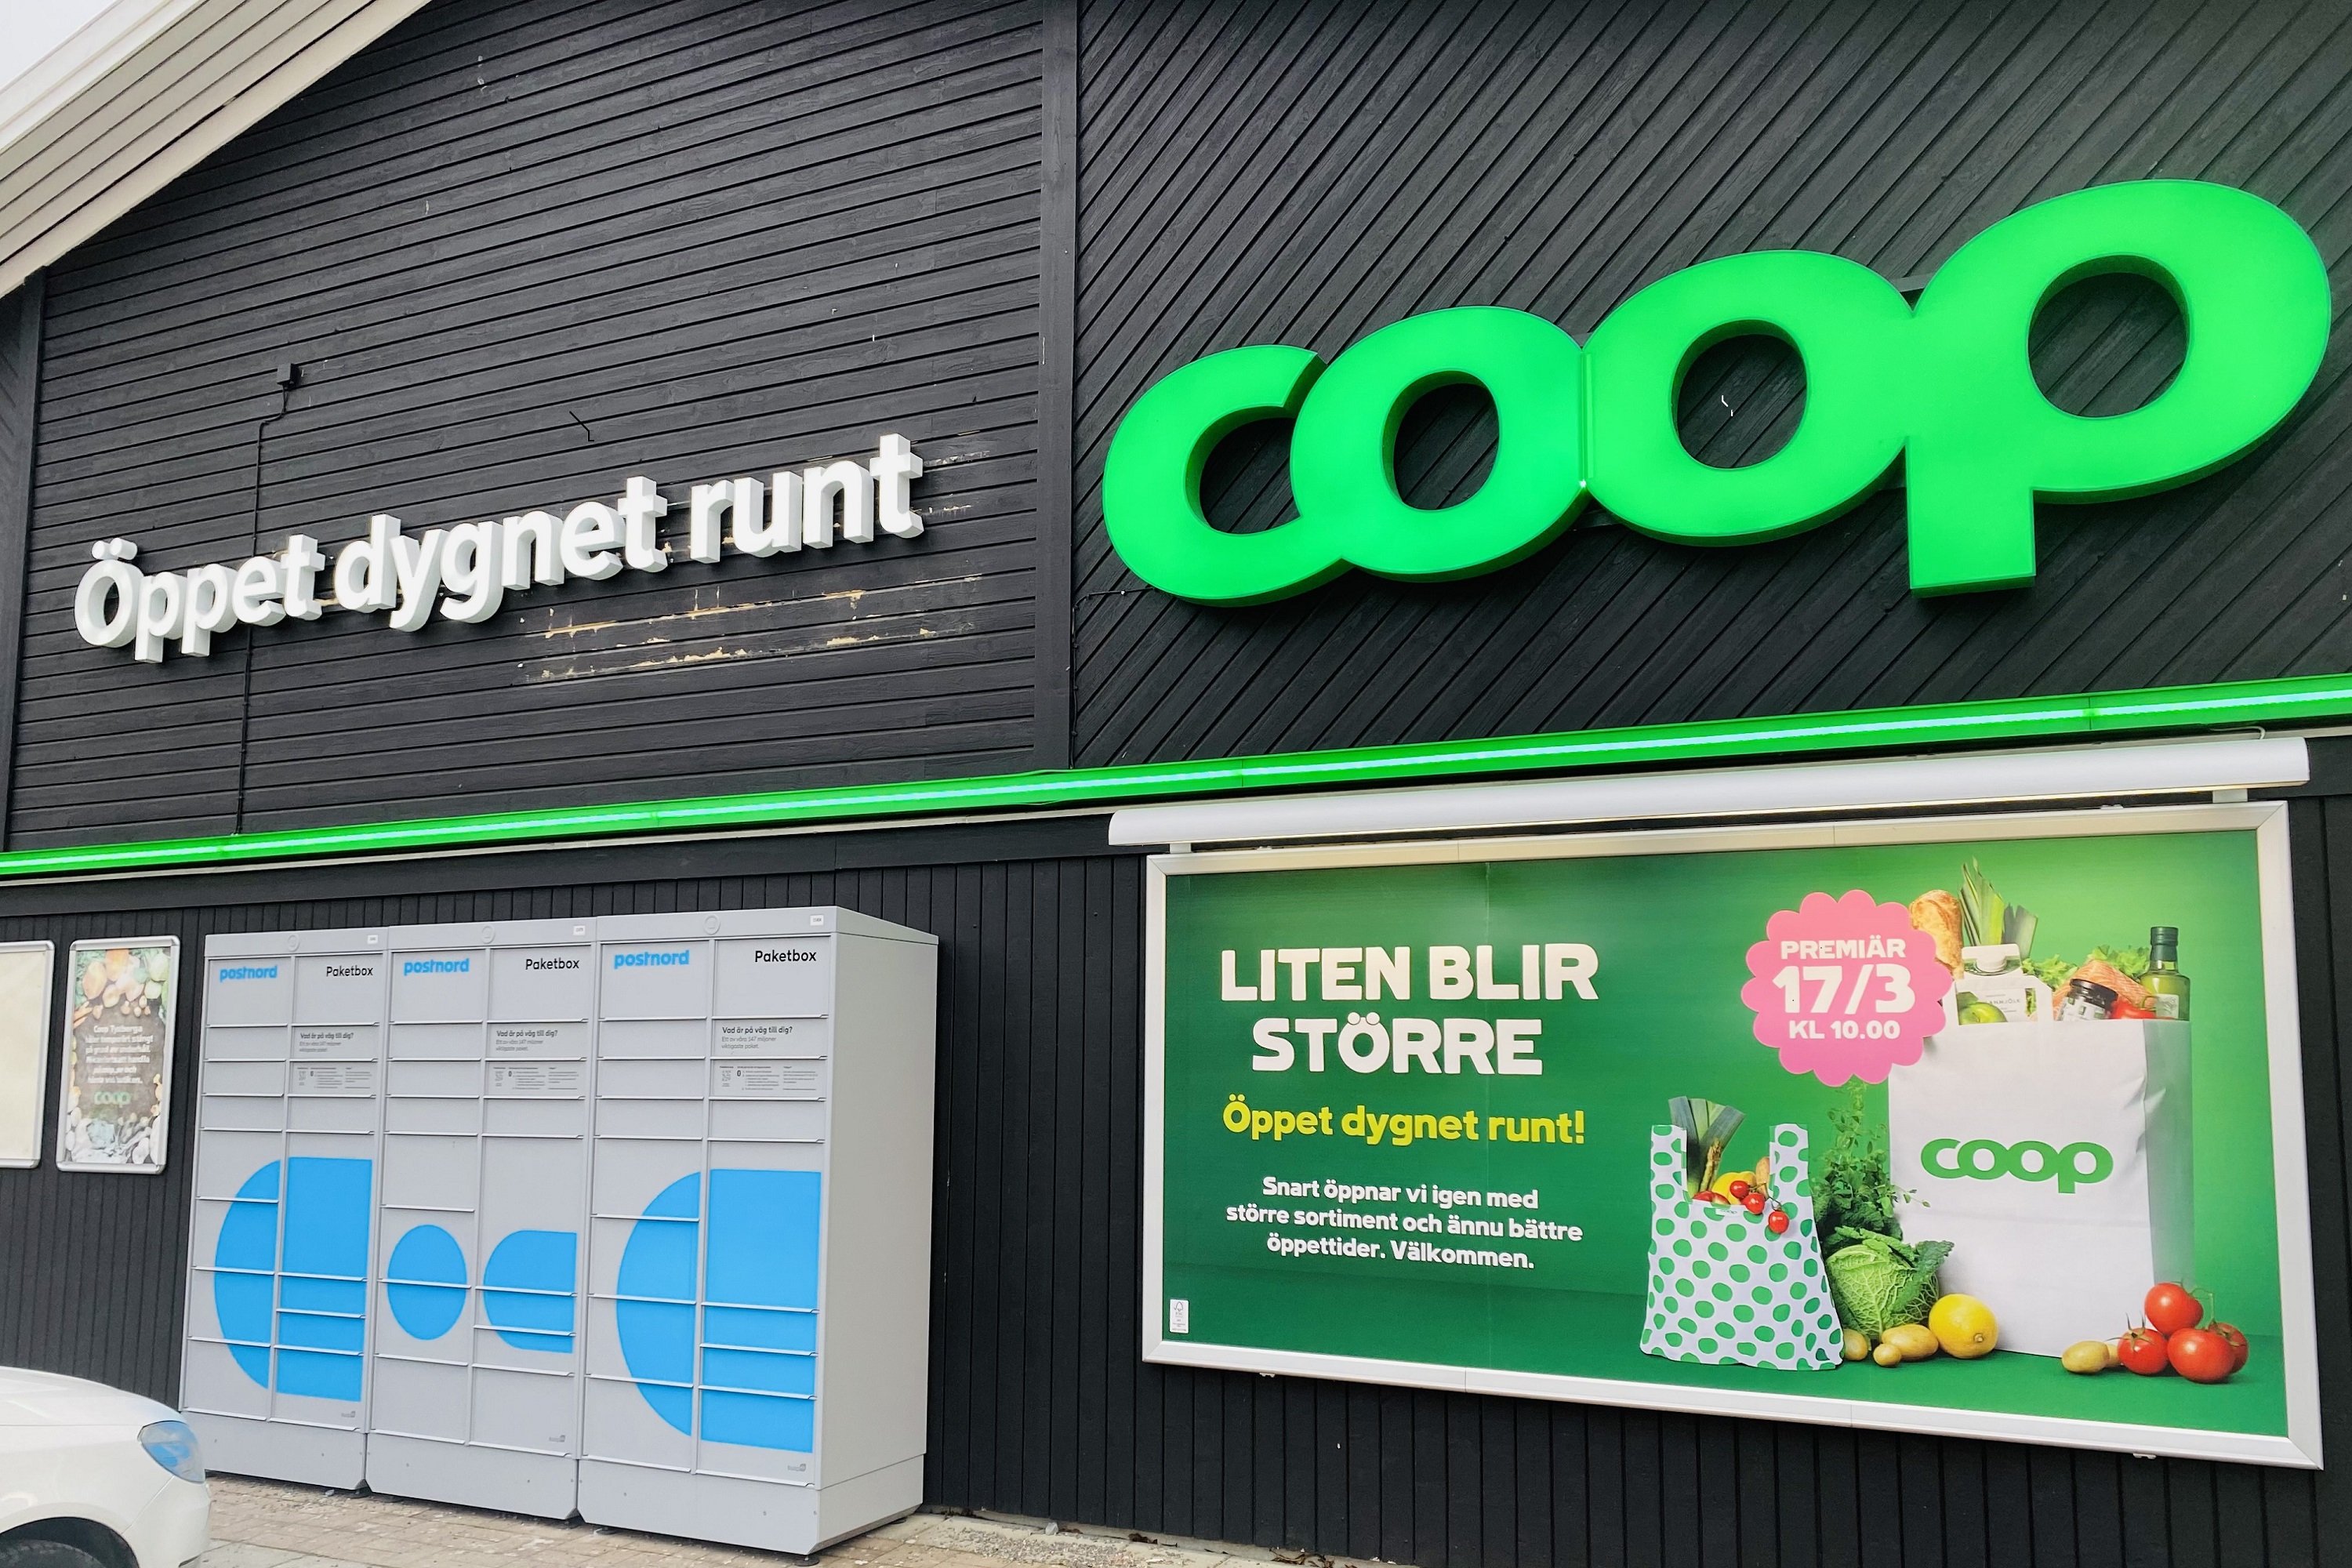 Öppet dygnet runt
coop
postnord
Paketbox
postnord
Paketbox
postnord
Paketbox
Vad är på väg till dig?
Vad är på väg till dig?
Vad är på väg till dig?
LITEN BLIR
STÖRRE
Öppet dygnet runt!
Snart öppnar vi igen med
större sortiment och ännu bättre
öppettider. Välkommen.
PREMIÄR
17/3
KL 10.00
coop
coop